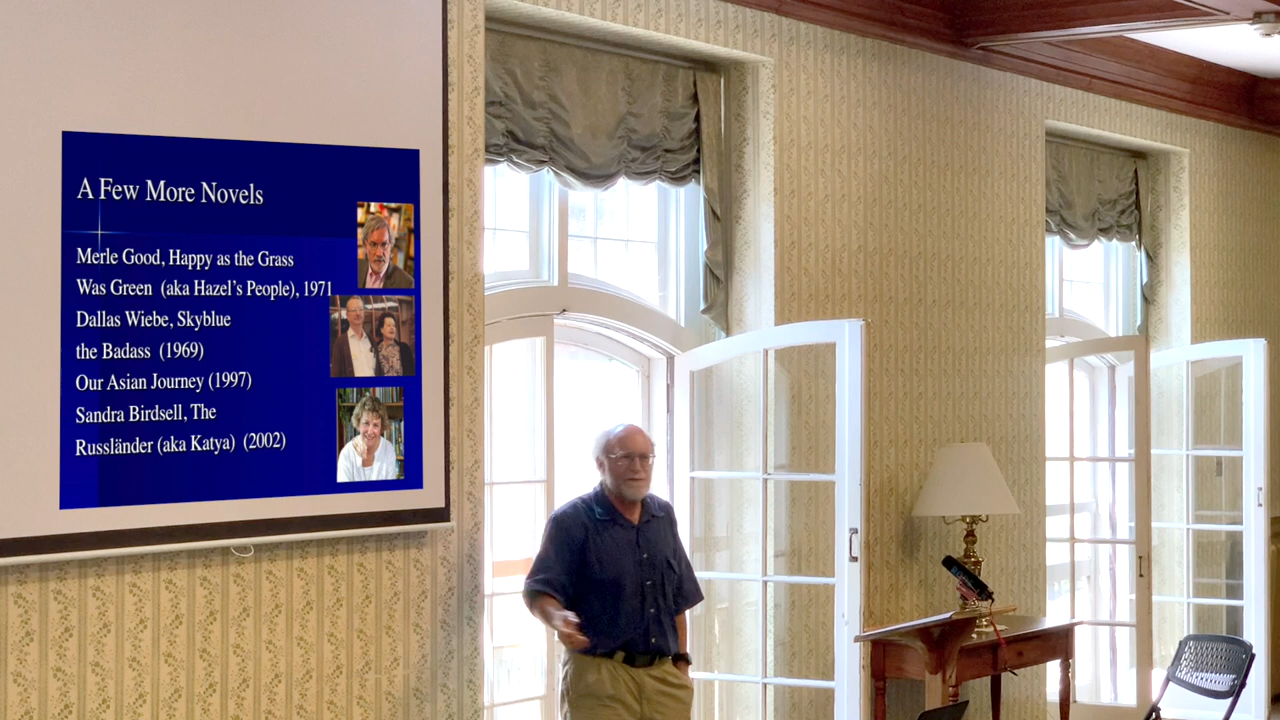 A Few More Novels
Merle Good, Happy as the Grass
Was Green (aka Hazel's People), 1971
Dallas Wiebe, Skyblue
the Badass (1969)
Our Asian Journey (1997)
Sandra Birdsell, The
Russländer (aka Katya) (2002)